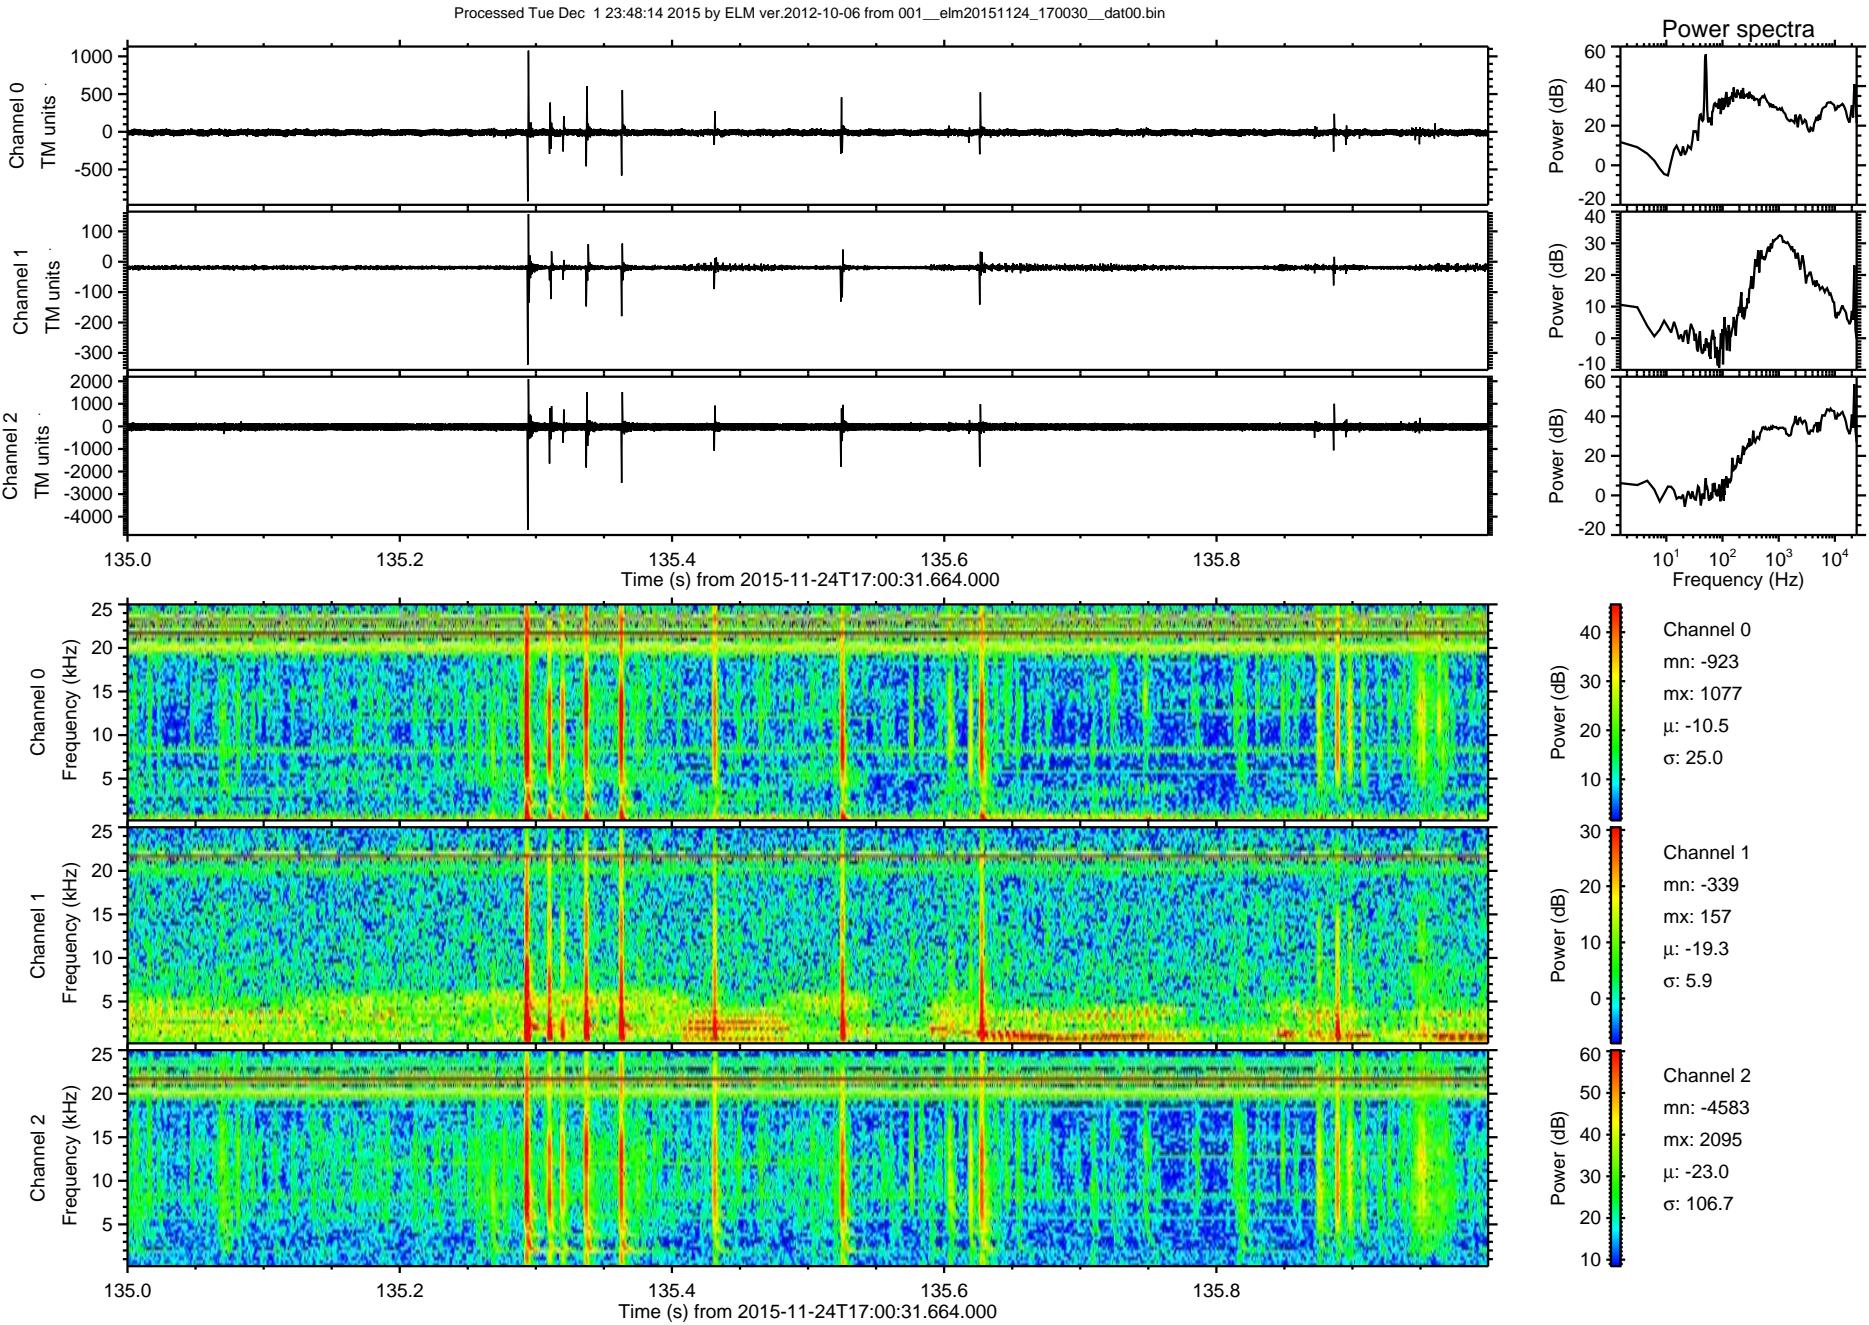 Processed Tue Dec  1 23:48:14 2015 by ELM ver.2012-10-06 from 001__elm20151124_170030__dat00.bin
Power spectra
Channel 0
TM units
1000
500
0
-500
Power (dB)
60
40
20
0
-20
Channel 1
TM units
100
0
-100
-200
-300
Power (dB)
40
30
20
10
0
-10
Channel 2
TM units
2000
1000
0
-1000
-2000
-3000
-4000
Power (dB)
60
40
20
0
-20
135.0 135.2 135.4 135.6 135.8
Time (s) from 2015-11-24T17:00:31.664.000
10¹ 10² 10³ 10⁴
Frequency (Hz)
Channel 0
Frequency (kHz)
25
20
15
10
5
Power (dB)
40
30
20
10
Channel 0
mn: -923
mx: 1077
μ: -10.5
σ: 25.0
Channel 1
Frequency (kHz)
25
20
15
10
5
Power (dB)
30
20
10
0
Channel 1
mn: -339
mx: 157
μ: -19.3
σ: 5.9
Channel 2
Frequency (kHz)
25
20
15
10
5
Power (dB)
60
50
40
30
20
10
Channel 2
mn: -4583
mx: 2095
μ: -23.0
σ: 106.7
135.0 135.2 135.4 135.6 135.8
Time (s) from 2015-11-24T17:00:31.664.000